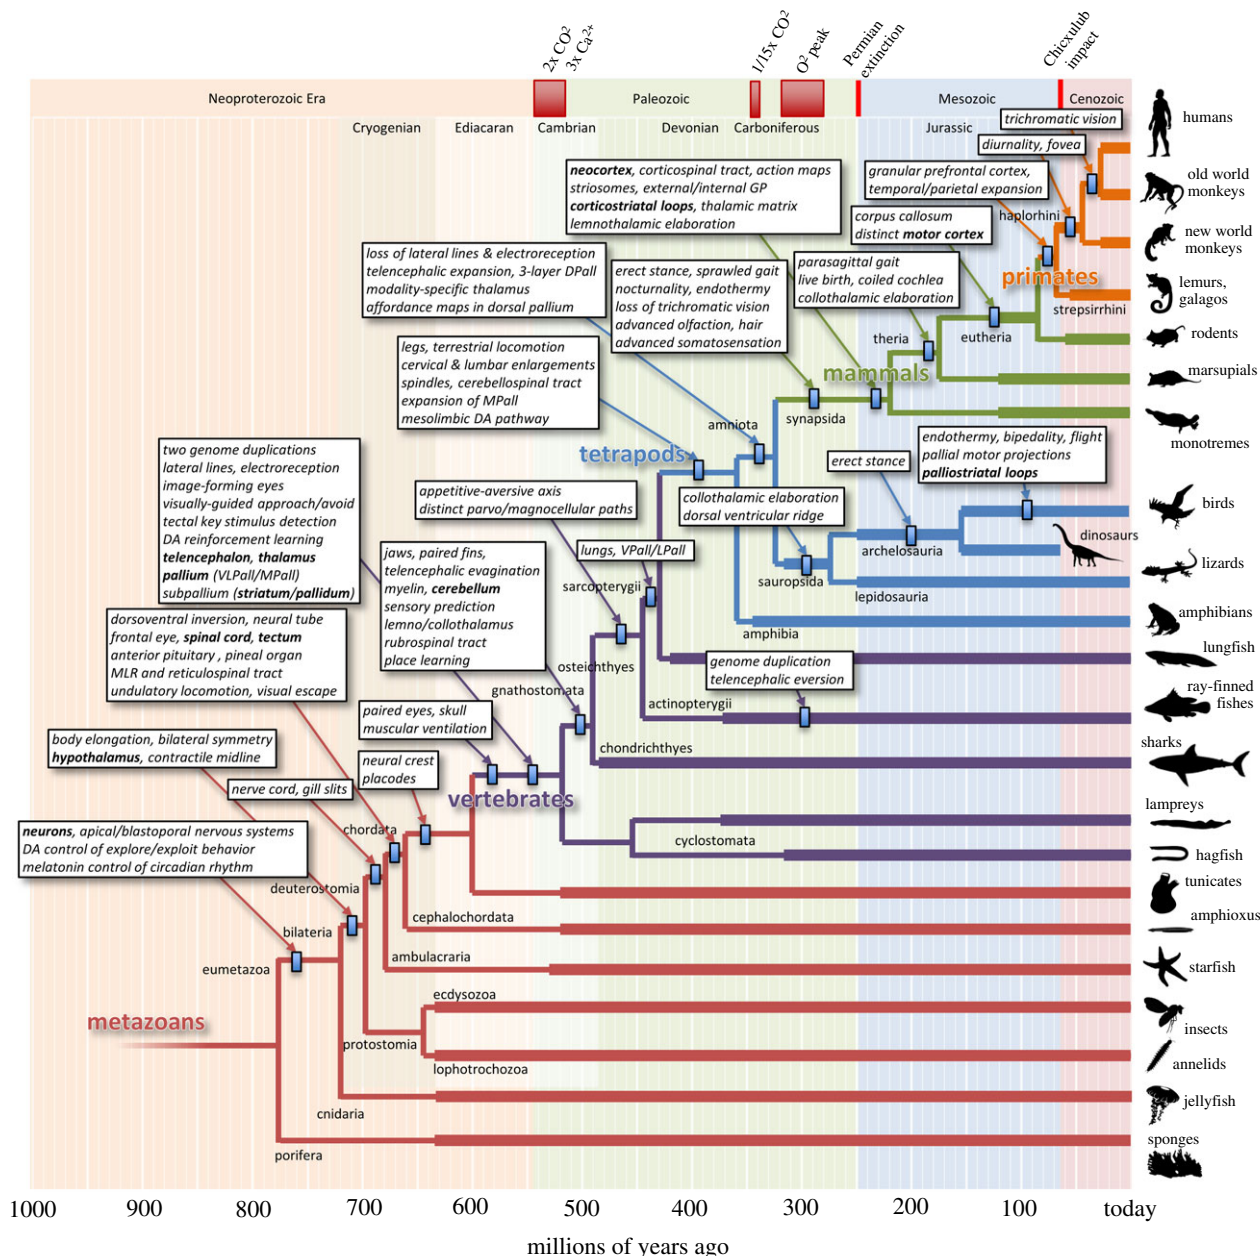 2x CO²
3x Ca²⁺
1/15x CO²
O² peak
Permian
extinction
Chicxulub
impact
Neoproterozoic Era
Paleozoic
Mesozoic
Cenozoic
Cryogenian
Ediacaran
Cambrian
Devonian
Carboniferous
Jurassic
trichromatic vision
diurnality, fovea
granular prefrontal cortex,
temporal/parietal expansion
neocortex, corticospinal tract, action maps
striosomes, external/internal GP
corticostriatal loops, thalamic matrix
lemnothalamic elaboration
corpus callosum
distinct motor cortex
haplorhini
loss of lateral lines & electroreception
telencephalic expansion, 3-layer DPall
modality-specific thalamus
affordance maps in dorsal pallium
erect stance, sprawled gait
nocturnality, endothermy
loss of trichromatic vision
advanced olfaction, hair
advanced somatosensation
parasagittal gait
live birth, coiled cochlea
collothalamic elaboration
primates
strepsirrhini
legs, terrestrial locomotion
cervical & lumbar enlargements
spindles, cerebellospinal tract
expansion of MPall
mesolimbic DA pathway
theria
eutheria
mammals
synapsida
amniota
tetrapods
endothermy, bipedality, flight
pallial motor projections
palliostriatal loops
erect stance
two genome duplications
lateral lines, electroreception
image-forming eyes
visually-guided approach/avoid
tectal key stimulus detection
DA reinforcement learning
telencephalon, thalamus
pallium (VLPall/MPall)
subpallium (striatum/pallidum)
appetitive-aversive axis
distinct parvo/magnocellular paths
collothalamic elaboration
dorsal ventricular ridge
archelosauria
dinosaurs
jaws, paired fins,
telencephalic evagination
myelin, cerebellum
sensory prediction
lemno/collothalamus
rubrospinal tract
place learning
lungs, VPall/LPall
sarcopterygii
sauropsida
lepidosauria
amphibia
dorsoventral inversion, neural tube
frontal eye, spinal cord, tectum
anterior pituitary , pineal organ
MLR and reticulospinal tract
undulatory locomotion, visual escape
osteichthyes
genome duplication
telencephalic eversion
gnathostomata
actinopterygii
paired eyes, skull
muscular ventilation
chondrichthyes
body elongation, bilateral symmetry
hypothalamus, contractile midline
neural crest
placodes
nerve cord, gill slits
vertebrates
neurons, apical/blastoporal nervous systems
DA control of explore/exploit behavior
melatonin control of circadian rhythm
chordata
cyclostomata
deuterostomia
cephalochordata
bilateria
ambulacraria
eumetazoa
ecdysozoa
metazoans
protostomia
lophotrochozoa
cnidaria
porifera
humans
old world
monkeys
new world
monkeys
lemurs,
galagos
rodents
marsupials
monotremes
birds
lizards
amphibians
lungfish
ray-finned
fishes
sharks
lampreys
hagfish
tunicates
amphioxus
starfish
insects
annelids
jellyfish
sponges
1000 900 800 700 600 500 400 300 200 100 today
millions of years ago